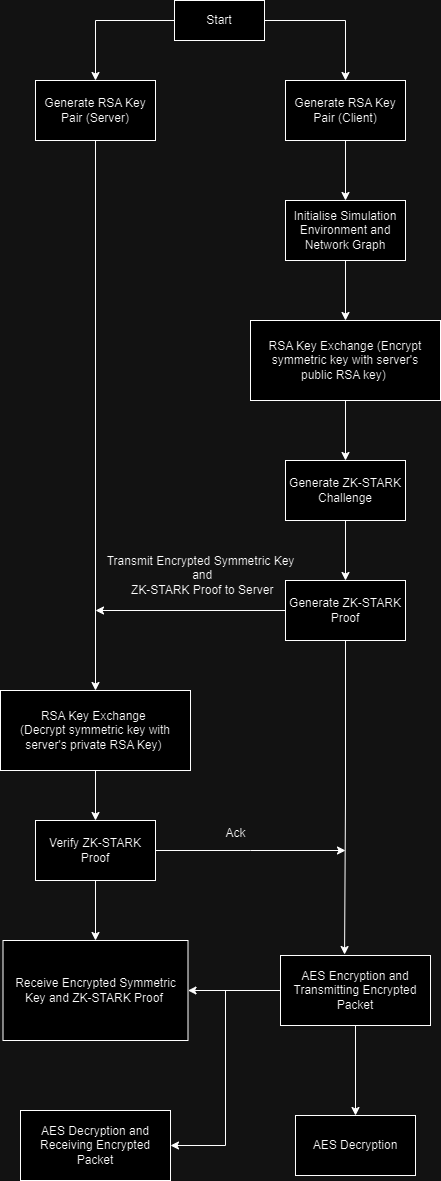 Start
Generate RSA Key
Pair (Server)
Generate RSA Key
Pair (Client)
Initialise Simulation
Environment and
Network Graph
RSA Key Exchange (Encrypt
symmetric key with server's
public RSA key)
Generate ZK-STARK
Challenge
Transmit Encrypted Symmetric Key
and
ZK-STARK Proof to Server
Generate ZK-STARK
Proof
RSA Key Exchange
(Decrypt symmetric key with
server's private RSA Key)
Verify ZK-STARK
Proof
Ack
Receive Encrypted Symmetric
Key and ZK-STARK Proof
AES Encryption and
Transmitting Encrypted
Packet
AES Decryption and
Receiving Encrypted
Packet
AES Decryption